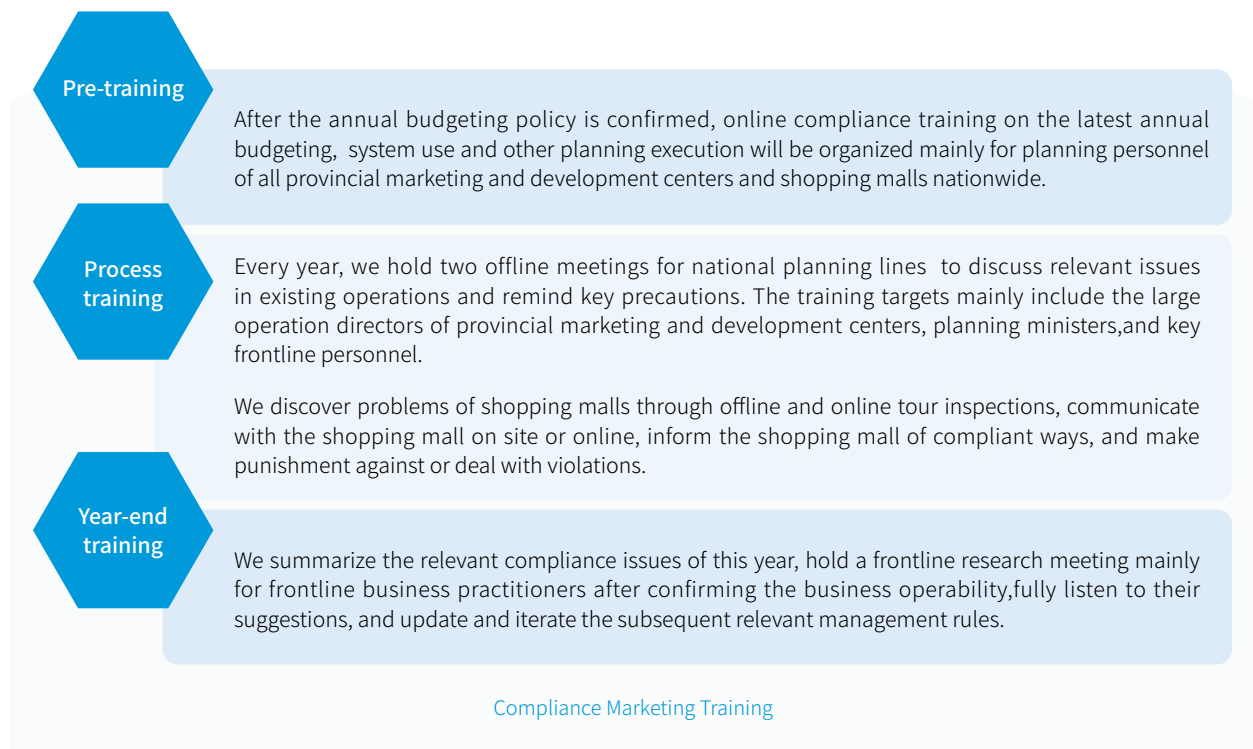 Pre-training
After the annual budgeting policy is confirmed, online compliance training on the latest annual
budgeting,  system use and other planning execution will be organized mainly for planning personnel
of all provincial marketing and development centers and shopping malls nationwide.
Process
training
Every year, we hold two offline meetings for national planning lines  to discuss relevant issues
in existing operations and remind key precautions. The training targets mainly include the large
operation directors of provincial marketing and development centers, planning ministers,and key
frontline personnel.
We discover problems of shopping malls through offline and online tour inspections, communicate
with the shopping mall on site or online, inform the shopping mall of compliant ways, and make
punishment against or deal with violations.
Year-end
training
We summarize the relevant compliance issues of this year, hold a frontline research meeting mainly
for frontline business practitioners after confirming the business operability,fully listen to their
suggestions, and update and iterate the subsequent relevant management rules.
Compliance Marketing Training